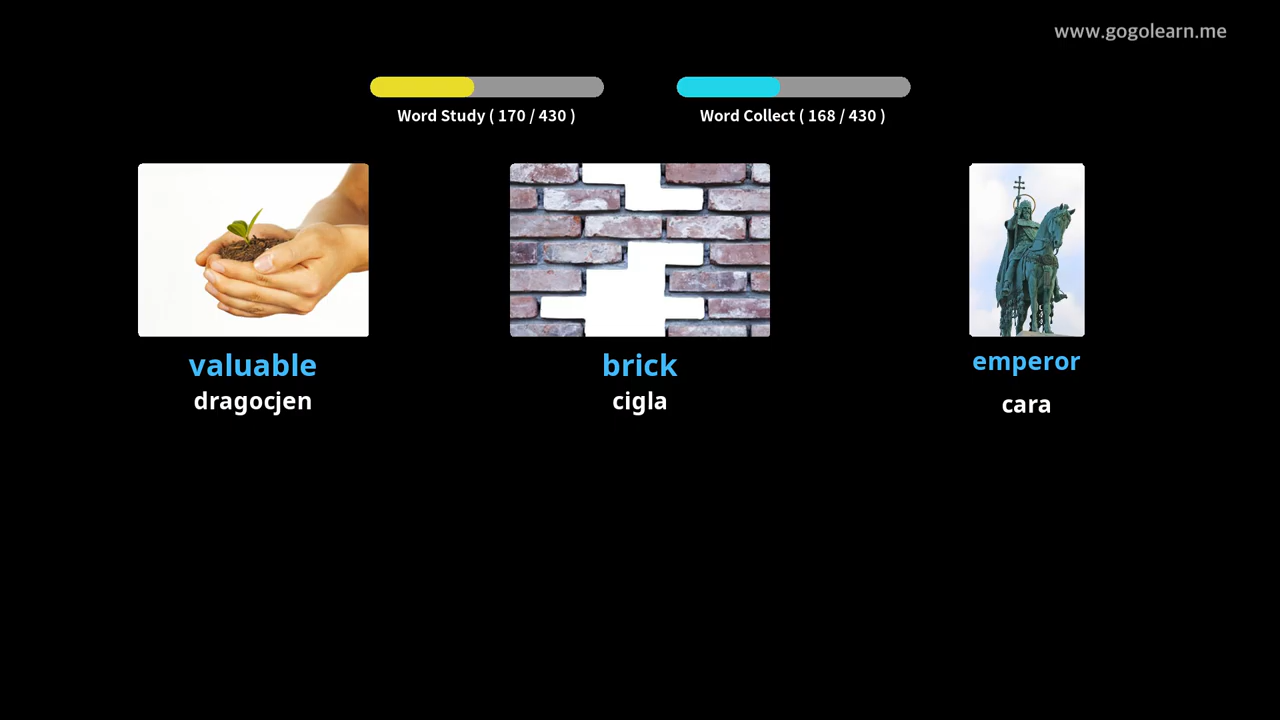 www.gogolearn.me
Word Study ( 170 / 430 )
Word Collect ( 168 / 430 )
valuable
dragocjen
brick
cigla
emperor
cara